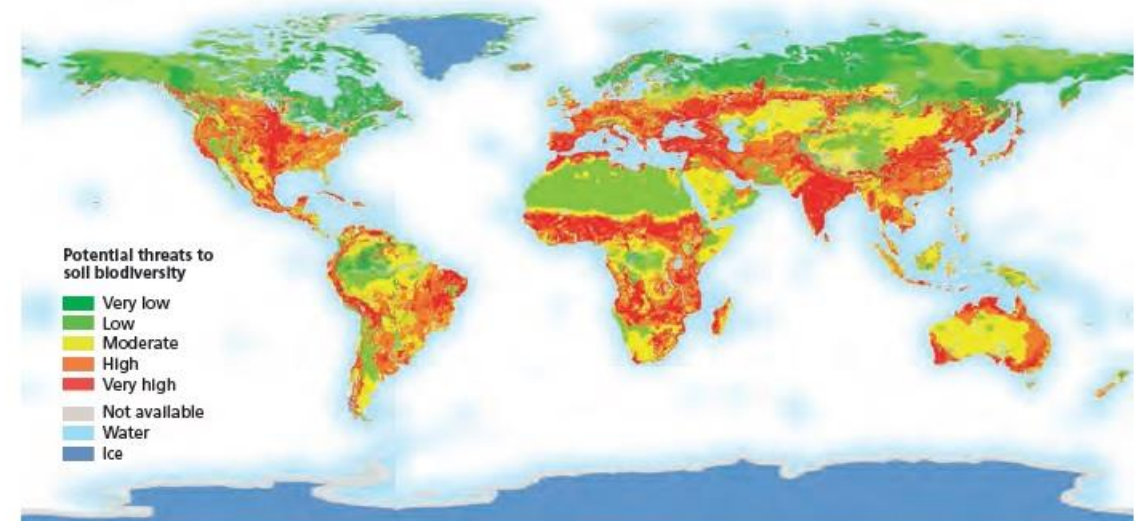 Potential threats to
soil biodiversity
Very low
Low
Moderate
High
Very high
Not available
Water
Ice